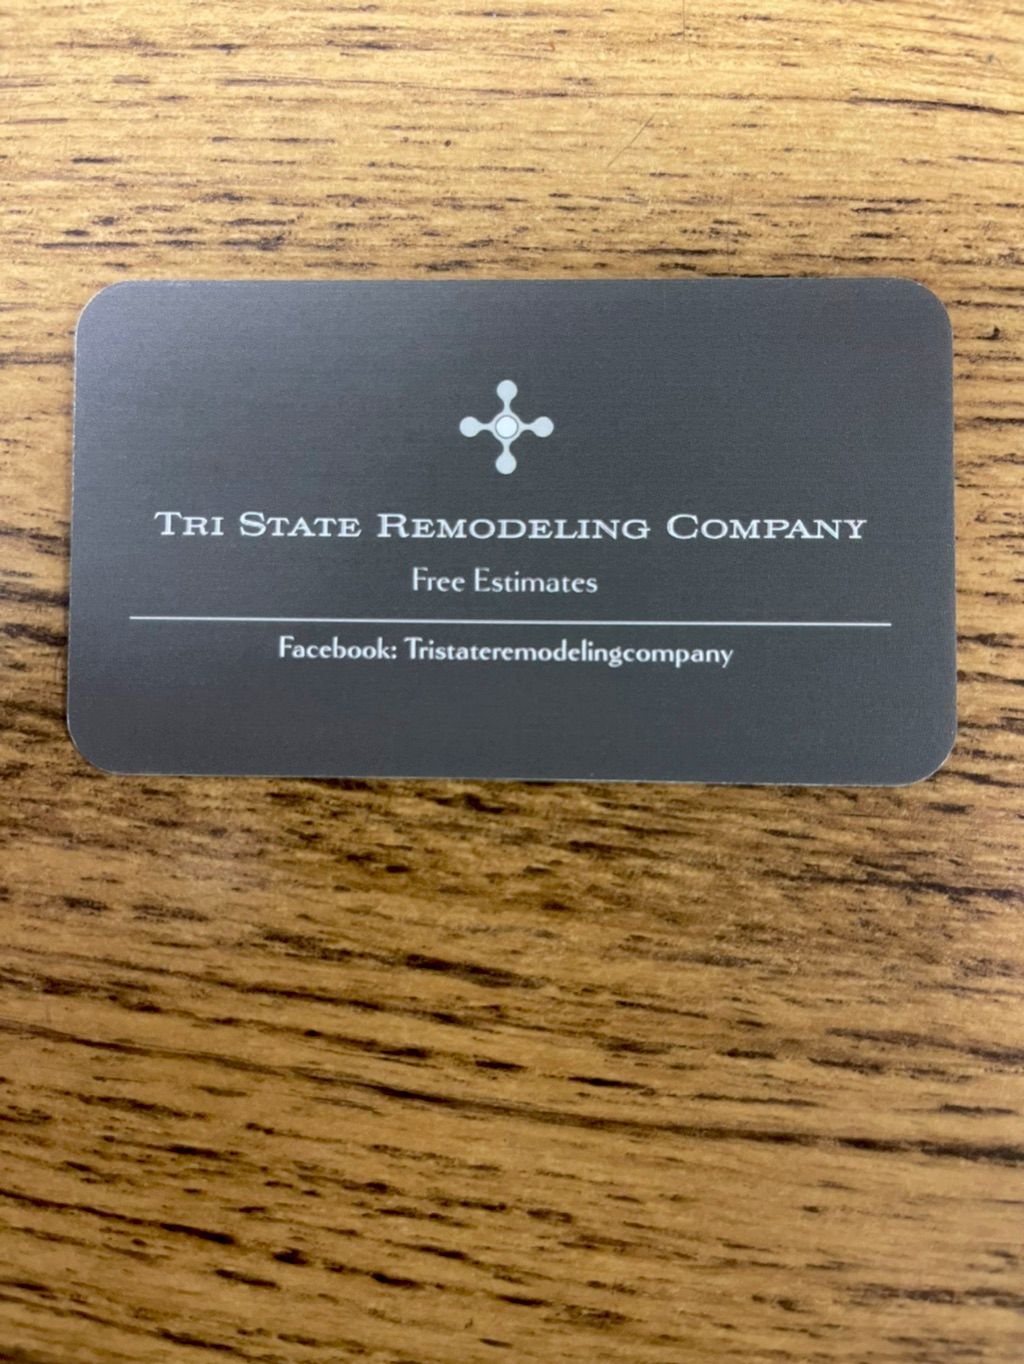 Tri State Remodeling Company
Free Estimates
Facebook: Tristateremodelingcompany